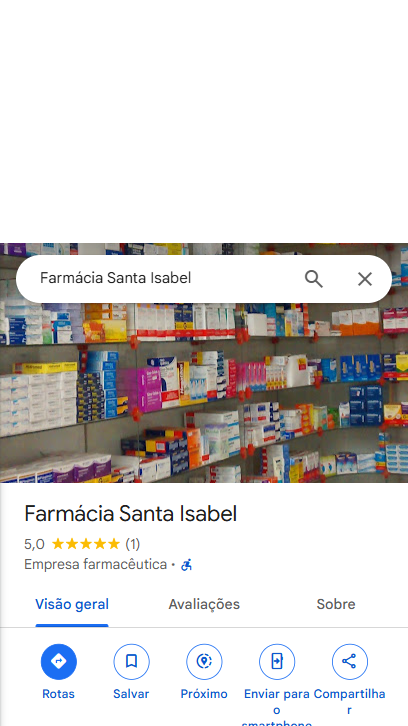 Farmácia Santa Isabel
Farmácia Santa Isabel
5,0 (1)
Empresa farmacêutica ·
Visão geral Avaliações Sobre
Rotas Salvar Próximo Enviar para o smartphone Compartilhar